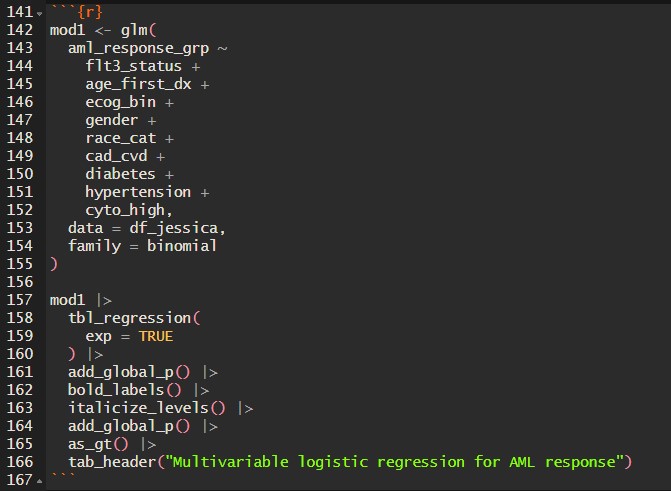 141 ```{r}
142 mod1 <- glm(
143   aml_response_grp ~
144     flt3_status +
145     age_first_dx +
146     ecog_bin +
147     gender +
148     race_cat +
149     cad_cvd +
150     diabetes +
151     hypertension +
152     cyto_high,
153   data = df_jessica,
154   family = binomial
155 )
156
157 mod1 |>
158   tbl_regression(
159     exp = TRUE
160   ) |>
161   add_global_p() |>
162   bold_labels() |>
163   italicize_levels() |>
164   add_global_p() |>
165   as_gt() |>
166   tab_header("Multivariable logistic regression for AML response")
167 ```